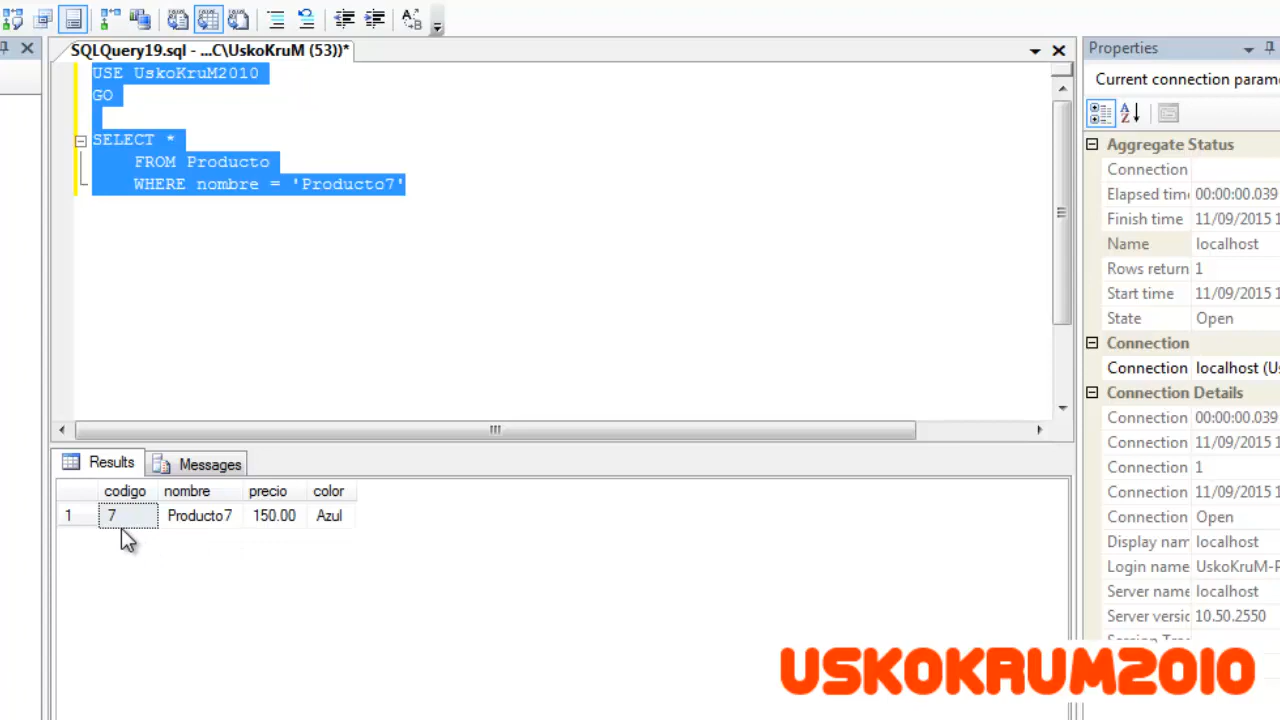 SQLQuery19.sql - ...C\UskoKruM (53))*
USE UskoKruM2010
GO
SELECT *
FROM Producto
WHERE nombre = 'Producto7'
Results
Messages
codigo nombre precio color
1 7 Producto7 150.00 Azul
Properties
Current connection param
Aggregate Status
Connection
Elapsed time 00:00:00.039
Finish time 11/09/2015 1
Name localhost
Rows return 1
Start time 11/09/2015 1
State Open
Connection
Connection localhost (Us
Connection Details
Connection 00:00:00.039
Connection 11/09/2015 1
Connection 1
Connection 11/09/2015 1
Connection Open
Display nam localhost
Login name UskoKruM-P
Server name localhost
Server versic 10.50.2550
USKOKRUM2010